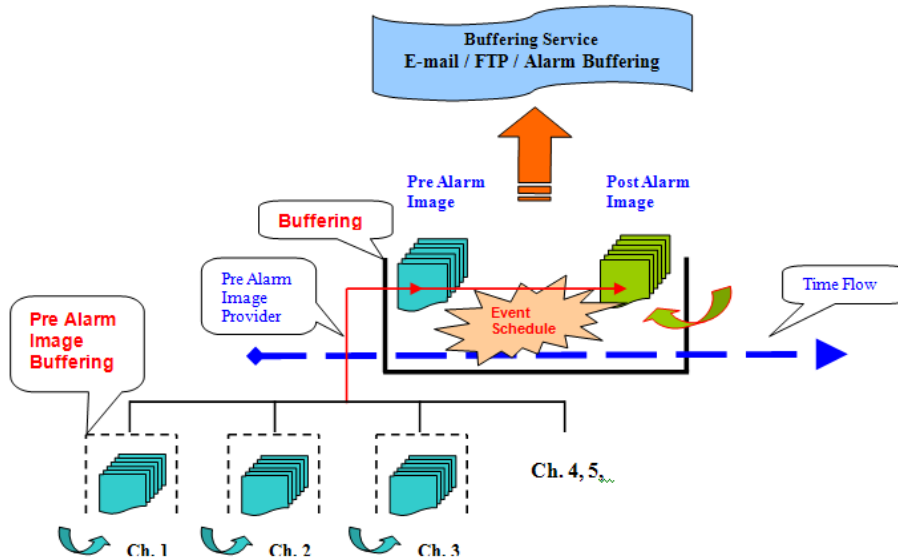 Buffering Service
E-mail / FTP / Alarm Buffering
Pre Alarm
Image
Post Alarm
Image
Buffering
Pre Alarm
Image
Provider
Time Flow
Event
Schedule
Pre Alarm
Image
Buffering
Ch. 4, 5,
Ch. 1
Ch. 2
Ch. 3